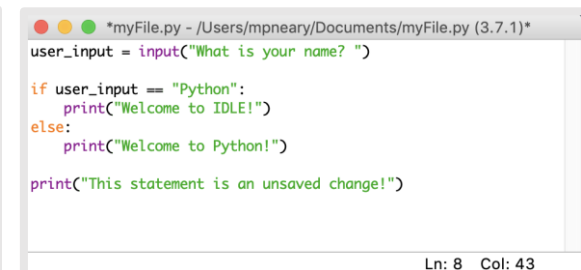 *myFile.py - /Users/mpneary/Documents/myFile.py (3.7.1)*
user_input = input("What is your name? ")

if user_input == "Python":
    print("Welcome to IDLE!")
else:
    print("Welcome to Python!")

print("This statement is an unsaved change!")
Ln: 8 Col: 43